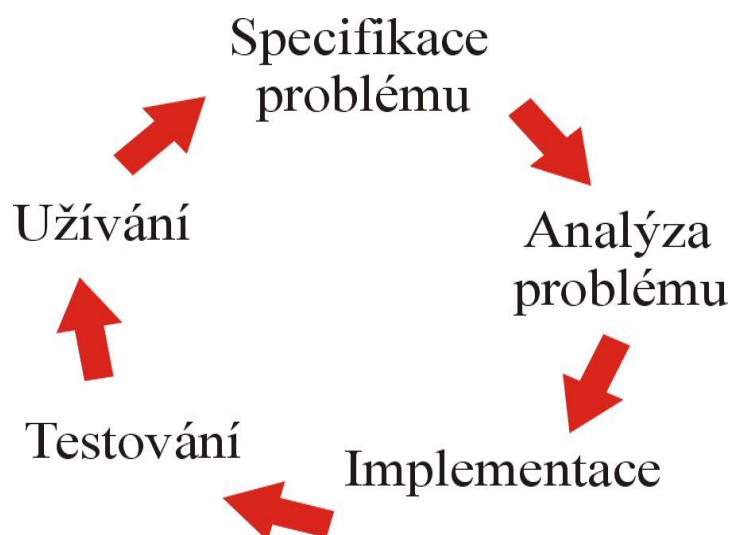 Specifikace
problému
Analýza
problému
Implementace
Testování
Užívání